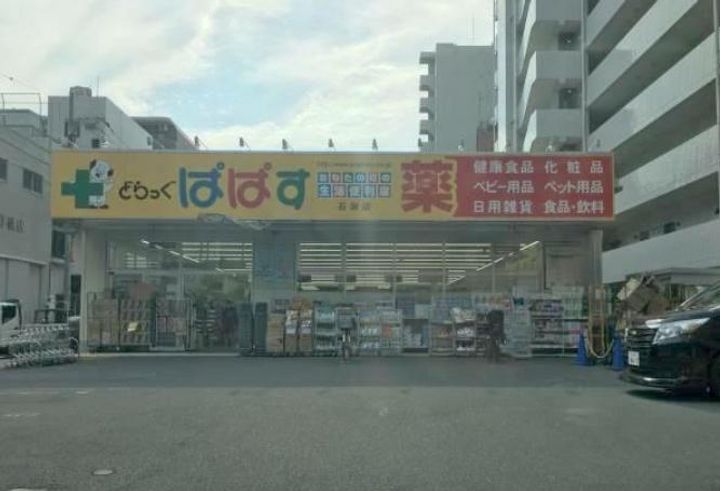 どらっぐ ぱぱす
薬
健康食品 化粧品
ベビー用品 ペット用品
日用雑貨 食品・飲料